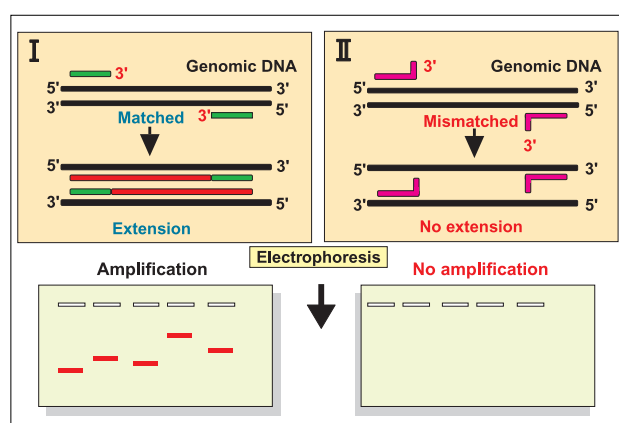 I
3'
Genomic DNA
5'
3'
3'
Matched
3'
5'
5'
3'
3'
5'
Extension
II
3'
Genomic DNA
5'
3'
3'
Mismatched
5'
3'
5'
3'
3'
5'
No extension
Electrophoresis
Amplification
No amplification